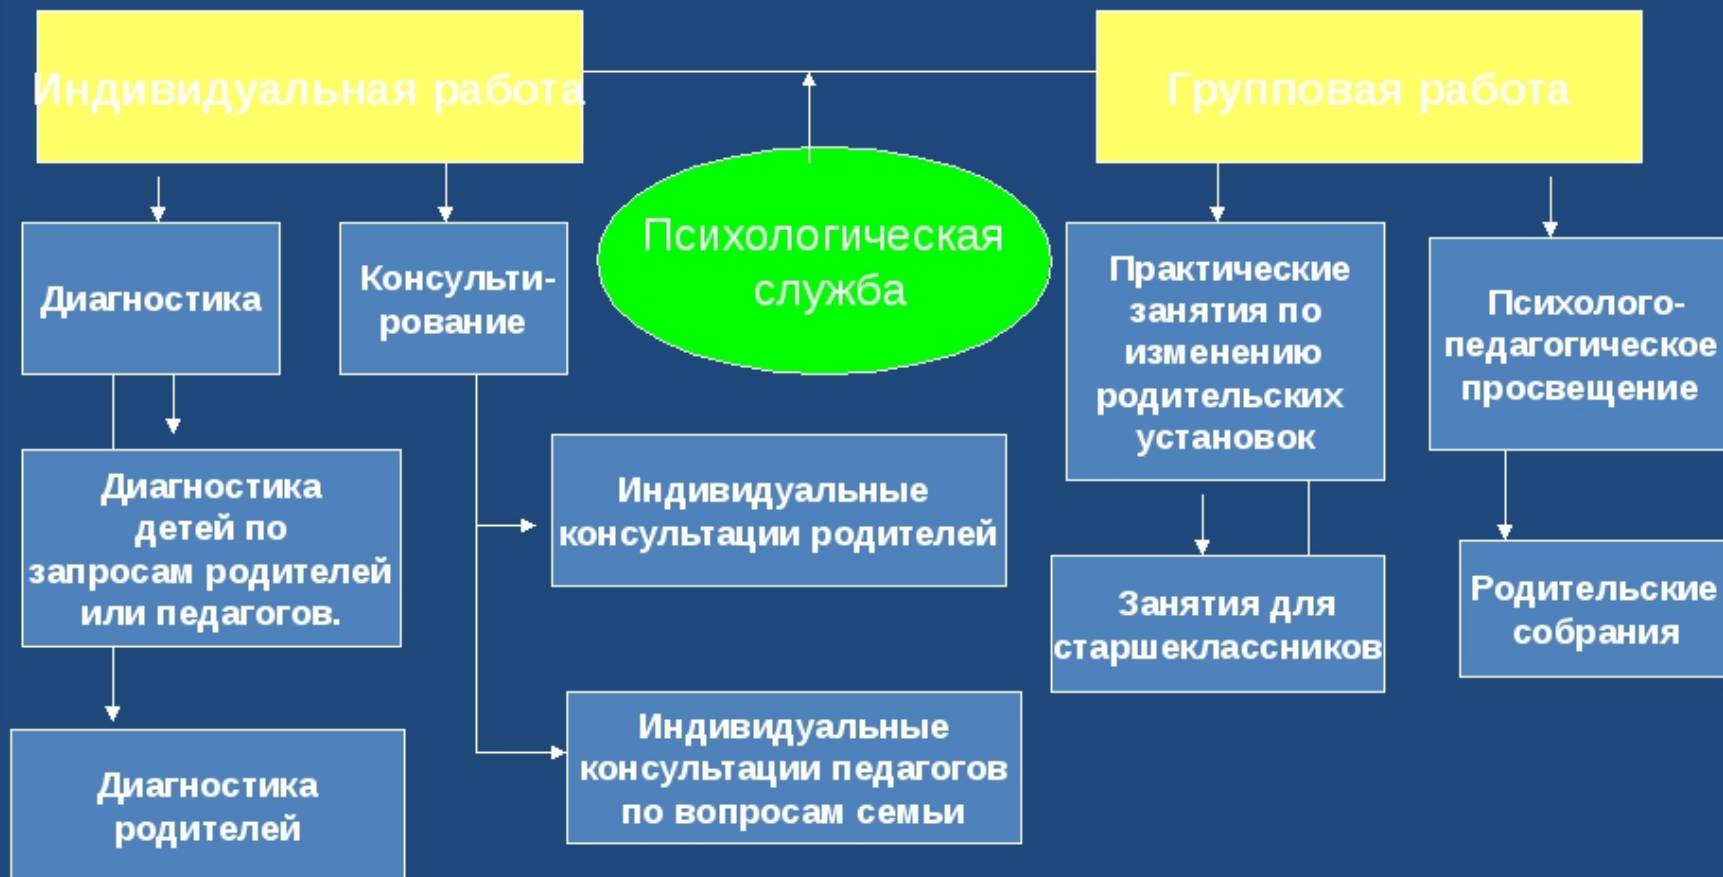 Индивидуальная работа
Групповая работа
Психологическая
служба
Диагностика
Консульти-
рование
Практические
занятия по
изменению
родительских
установок
Психолого-
педагогическое
просвещение
Диагностика
детей по
запросам родителей
или педагогов.
Индивидуальные
консультации родителей
Занятия для
старшеклассников
Родительские
собрания
Диагностика
родителей
Индивидуальные
консультации педагогов
по вопросам семьи